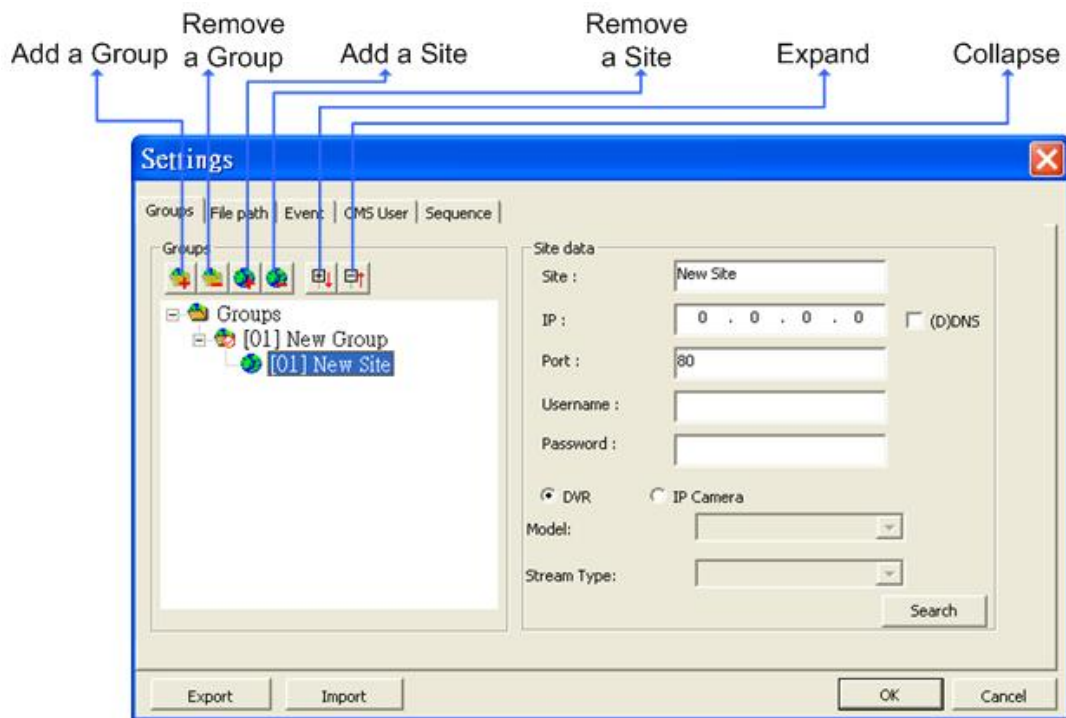 Add a Group
Remove
a Group
Add a Site
Remove
a Site
Expand
Collapse
Settings
Groups
File path
Event
CMS User
Sequence
Groups
Groups
[01] New Group
[01] New Site
Site data
Site :
New Site
IP :
0 . 0 . 0 . 0
(D)DNS
Port :
80
Username :
Password :
DVR
IP Camera
Model:
Stream Type:
Search
Export
Import
OK
Cancel